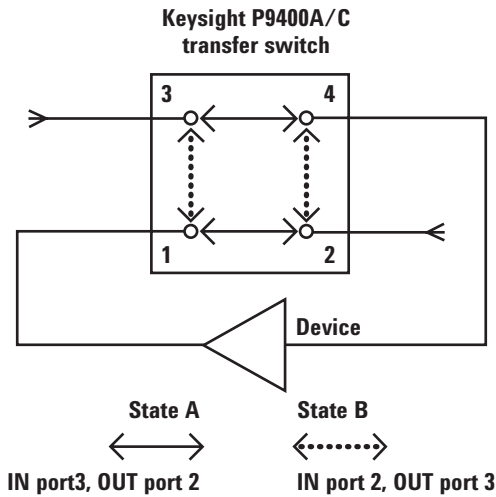 Keysight P9400A/C
transfer switch
3 4
1 2
Device
State A State B
IN port3, OUT port 2 IN port 2, OUT port 3